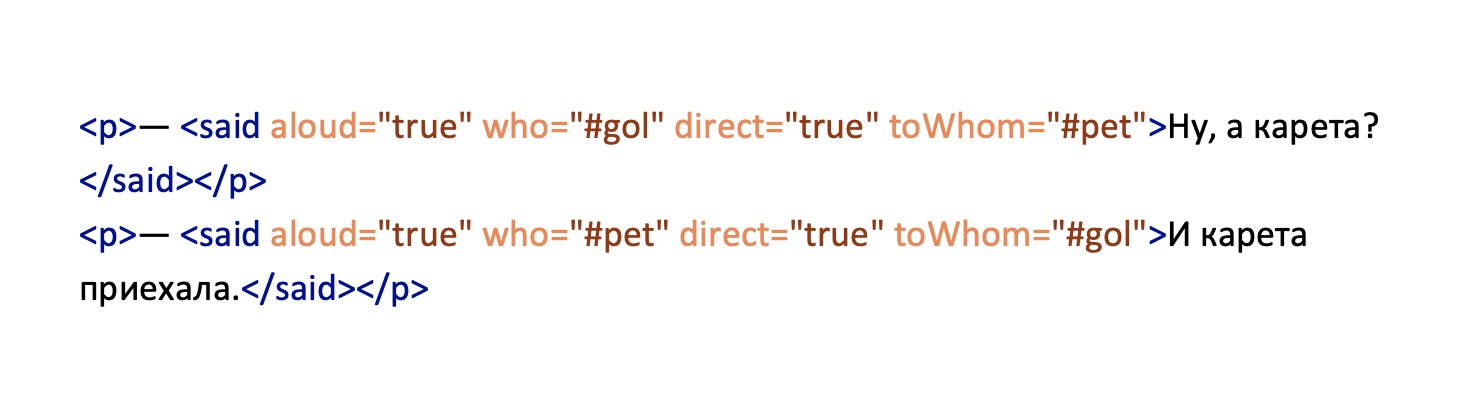 <p>— <said aloud="true" who="#gol" direct="true" toWhom="#pet">Ну, а карета?
</said></p>
<p>— <said aloud="true" who="#pet" direct="true" toWhom="#gol">И карета
приехала.</said></p>